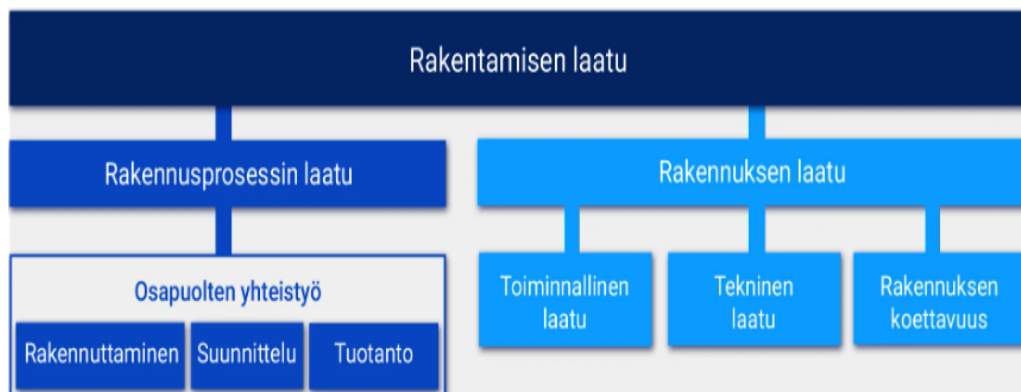 Rakentamisen laatu
Rakennusprosessin laatu
Rakennuksen laatu
Osapuolten yhteistyö
Rakennuttaminen
Suunnittelu
Tuotanto
Toiminnallinen
laatu
Tekninen
laatu
Rakennuksen
koettavuus